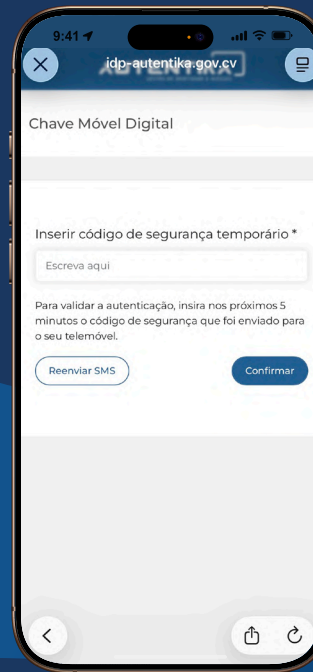 9:41
idp-autentika.gov.cv
AUTENTIKA
Chave Móvel Digital
Inserir código de segurança temporário *
Escreva aqui
Para validar a autenticação, insira nos próximos 5
minutos o código de segurança que foi enviado para
o seu telemóvel.
Reenviar SMS
Confirmar